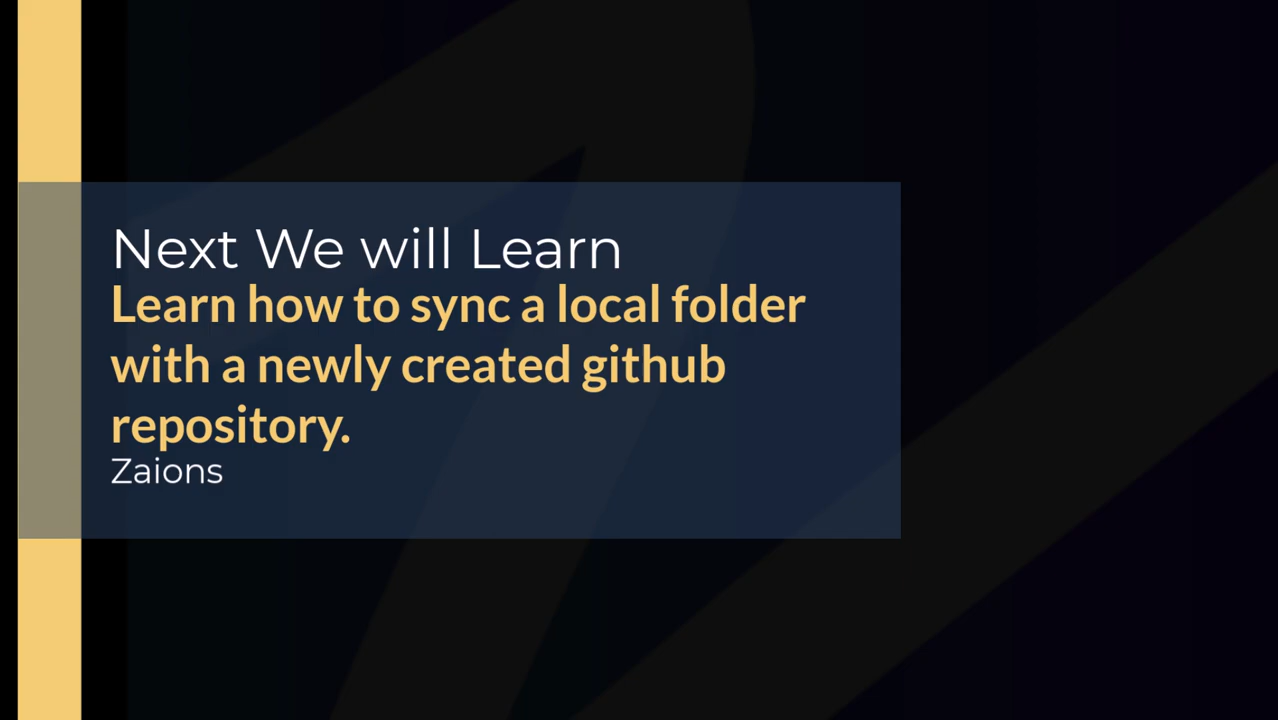 Next We will Learn
Learn how to sync a local folder
with a newly created github
repository.
Zaions